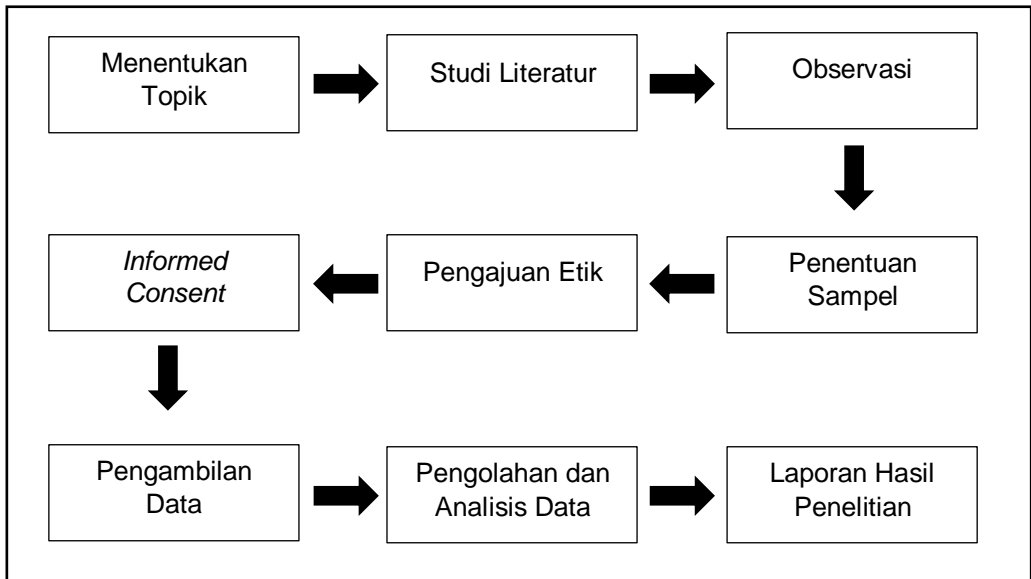 Menentukan
Topik
Studi Literatur
Observasi
Penentuan
Sampel
Pengajuan Etik
Informed
Consent
Pengambilan
Data
Pengolahan dan
Analisis Data
Laporan Hasil
Penelitian